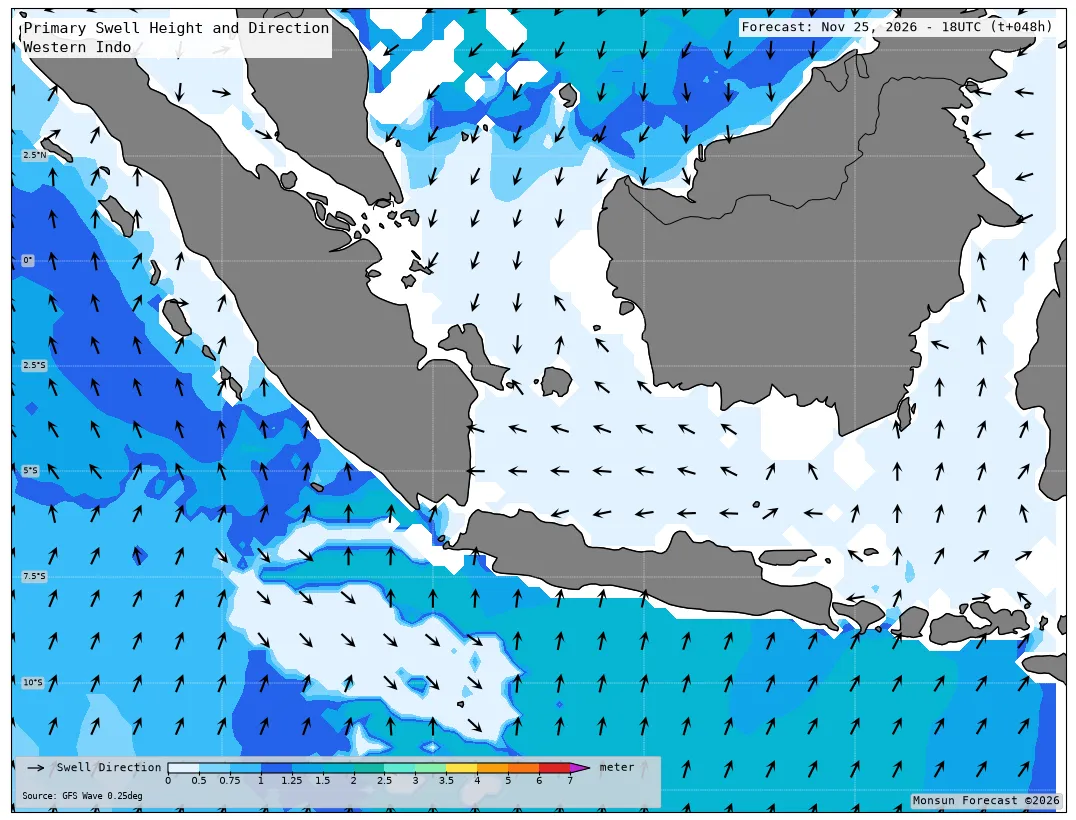 Primary Swell Height and Direction
Western Indo
Forecast: Nov 25, 2026 - 18UTC (t+048h)
2.5°N
0°
2.5°S
5°S
7.5°S
10°S
Swell Direction
0 0.5 0.75 1 1.25 1.5 2 2.5 3 3.5 4 5 6 7
meter
Source: GFS Wave 0.25deg
Monsun Forecast ©2026